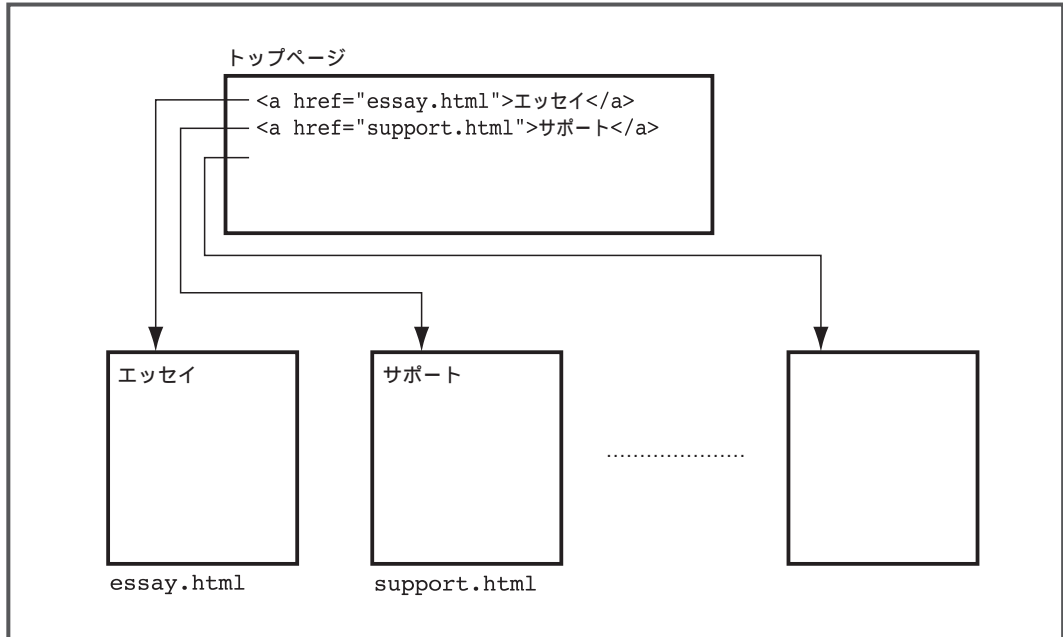 トップページ
<a href="essay.html">エッセイ</a>
<a href="support.html">サポート</a>
エッセイ
サポート
.....................
essay.html
support.html